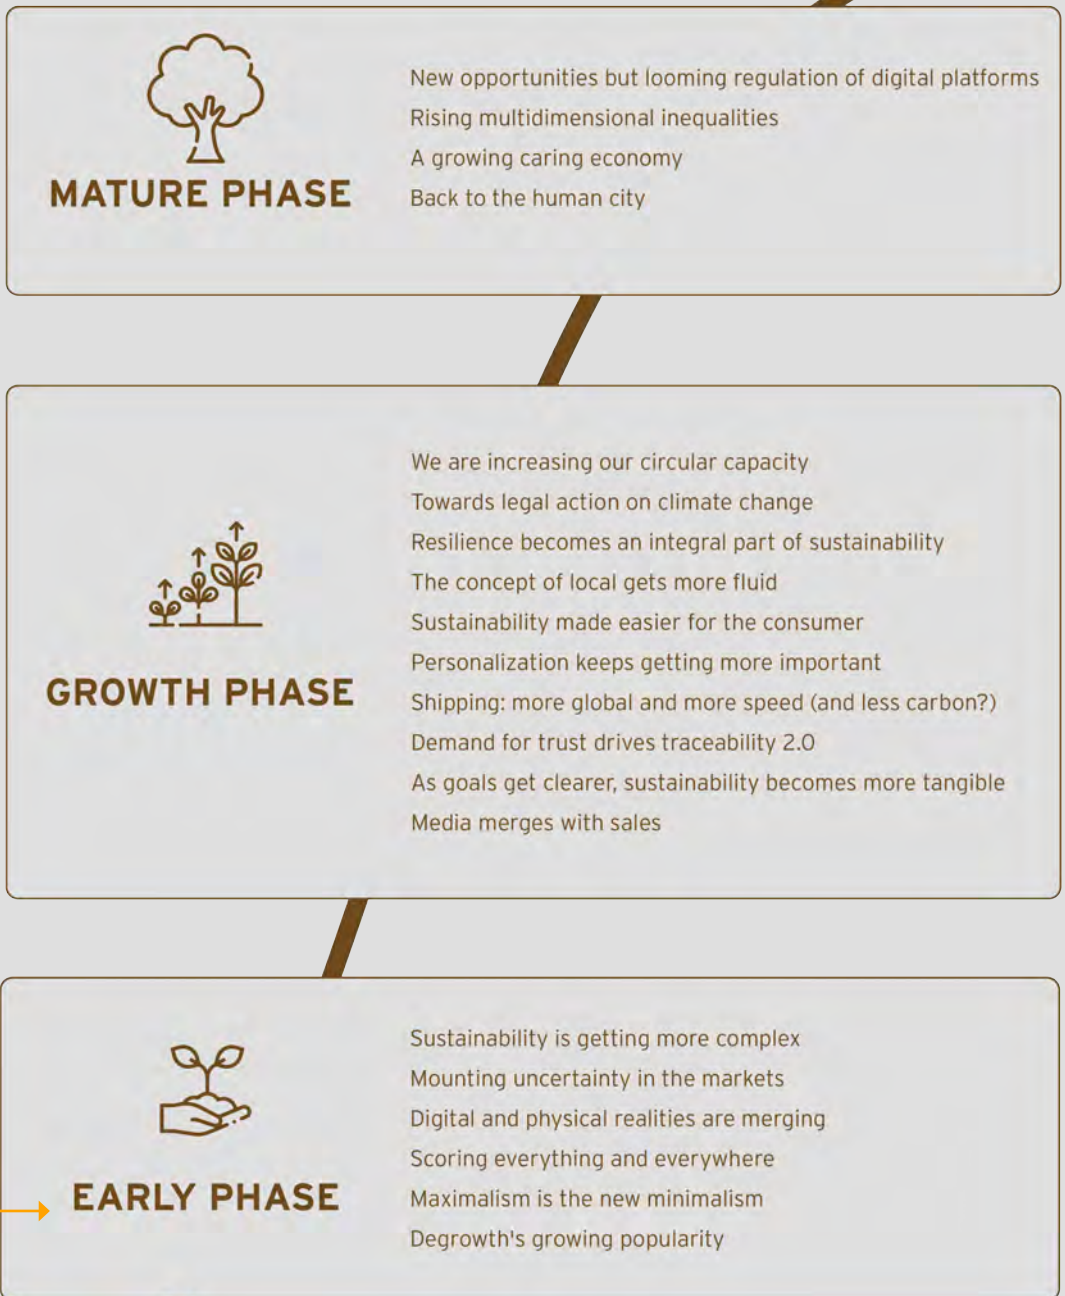 MATURE PHASE
New opportunities but looming regulation of digital platforms
Rising multidimensional inequalities
A growing caring economy
Back to the human city
GROWTH PHASE
We are increasing our circular capacity
Towards legal action on climate change
Resilience becomes an integral part of sustainability
The concept of local gets more fluid
Sustainability made easier for the consumer
Personalization keeps getting more important
Shipping: more global and more speed (and less carbon?)
Demand for trust drives traceability 2.0
As goals get clearer, sustainability becomes more tangible
Media merges with sales
EARLY PHASE
Sustainability is getting more complex
Mounting uncertainty in the markets
Digital and physical realities are merging
Scoring everything and everywhere
Maximalism is the new minimalism
Degrowth's growing popularity